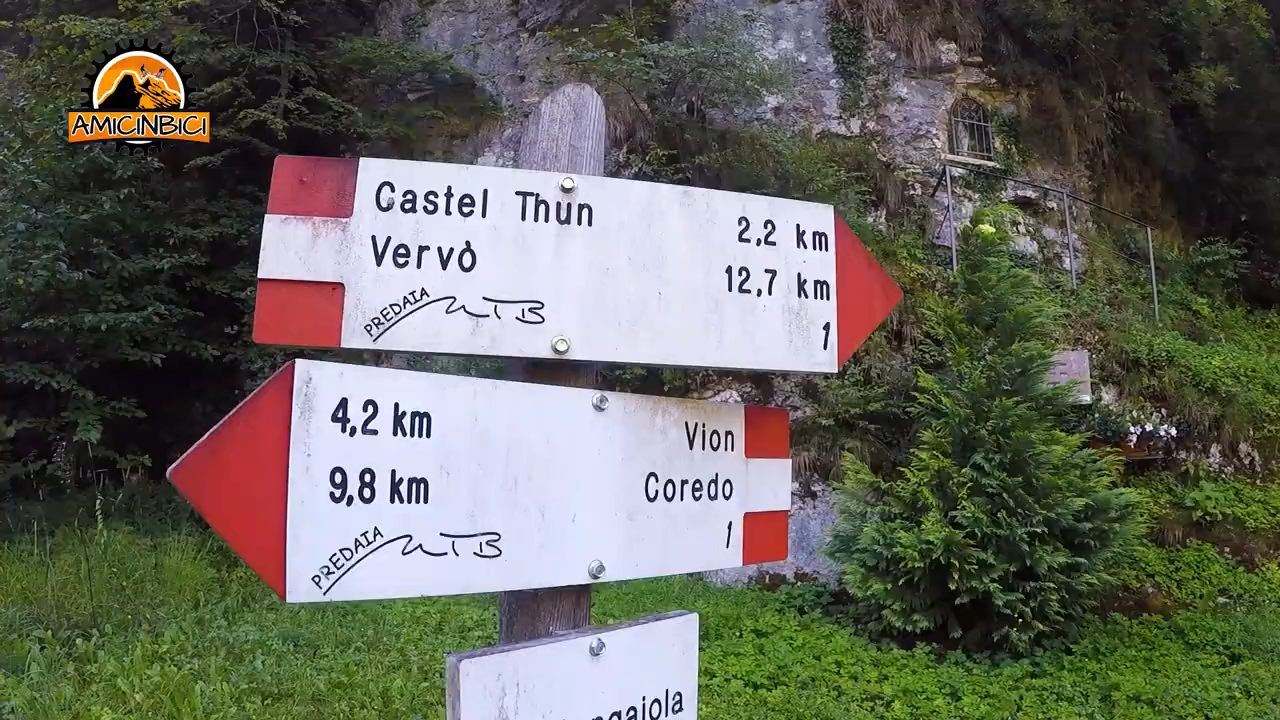 AMICINBICI
Castel Thun 2,2 km
Vervò 12,7 km
PREDAIA MTB 1
4,2 km Vion
9,8 km Coredo
PREDAIA MTB 1